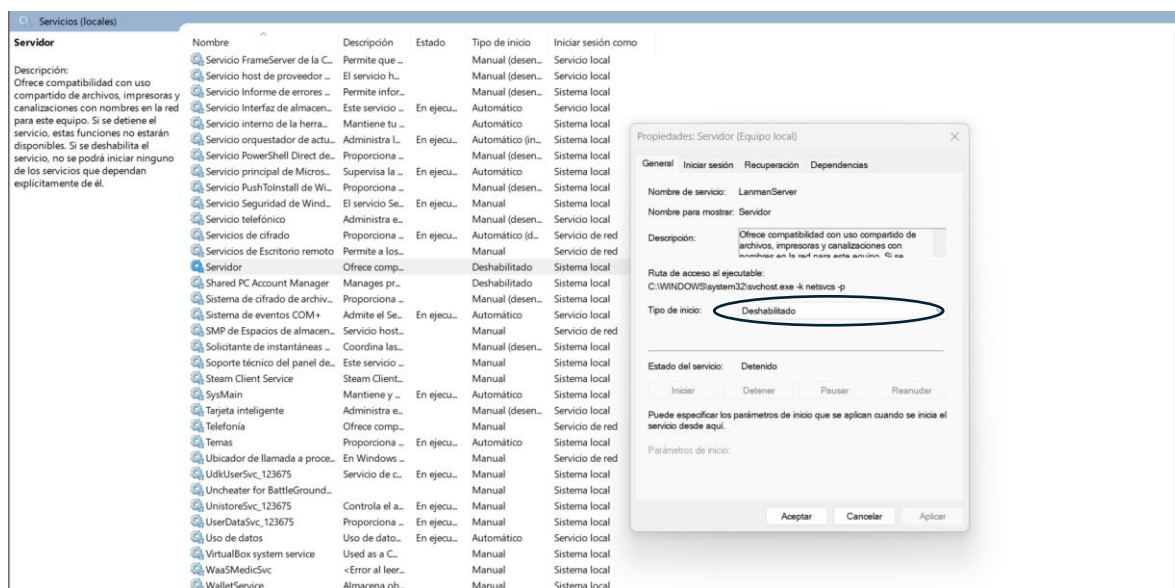 Servicios (locales)
Servidor
Descripción:
Ofrece compatibilidad con uso
compartido de archivos, impresoras y
canalizaciones con nombres en la red
para este equipo. Si se detiene el
servicio, estas funciones no estarán
disponibles. Si se deshabilita el
servicio, no se podrá iniciar ninguno
de los servicios que dependan
explícitamente de él.
Nombre Descripción Estado Tipo de inicio Iniciar sesión como
Servicio FrameServer de la C... Permite que ... Manual (desen... Servicio local
Servicio host de proveedor ... El servicio h... Manual (desen... Servicio local
Servicio Informe de errores ... Permite infor... Manual (desen... Sistema local
Servicio Interfaz de almacen... Este servicio ... En ejecu... Automático Servicio local
Servicio interno de la herra... Mantiene tu ... Automático Sistema local
Servicio orquestador de actu... Administra l... En ejecu... Automático (in... Sistema local
Servicio PowerShell Direct de... Proporciona ... Manual (desen... Sistema local
Servicio principal de Micros... Supervisa la ... En ejecu... Automático Sistema local
Servicio PushToInstall de Wi... Proporciona ... Manual (desen... Sistema local
Servicio Seguridad de Wind... El servicio Se... En ejecu... Manual Sistema local
Servicio telefónico Administra e... Manual (desen... Servicio local
Servicios de cifrado Proporciona ... En ejecu... Automático (d... Servicio de red
Servicios de Escritorio remoto Permite a los... Manual Servicio de red
Servidor Ofrece comp... Deshabilitado Sistema local
Shared PC Account Manager Manages pr... Deshabilitado Sistema local
Sistema de cifrado de archiv... Proporciona ... Manual (desen... Sistema local
Sistema de eventos COM+ Admite el Se... En ejecu... Automático Servicio local
SMP de Espacios de almacen... Servicio host... Manual Servicio de red
Solicitante de instantáneas ... Coordina las... Manual (desen... Sistema local
Soporte técnico del panel de... Este servicio ... Manual Sistema local
Steam Client Service Steam Client... Manual Sistema local
SysMain Mantiene y ... En ejecu... Automático Sistema local
Tarjeta inteligente Administra e... Manual (desen... Servicio local
Telefonía Ofrece comp... Manual Servicio de red
Temas Proporciona ... En ejecu... Automático Sistema local
Ubicador de llamada a proce... En Windows ... Manual Servicio de red
UdkUserSvc_123675 Servicio de c... En ejecu... Manual Sistema local
Uncheater for BattleGround... Manual Sistema local
UnistoreSvc_123675 Controla el a... En ejecu... Manual Sistema local
UserDataSvc_123675 Proporciona ... En ejecu... Manual Sistema local
Uso de datos Uso de dato... En ejecu... Automático Servicio local
VirtualBox system service Used as a C... Manual Sistema local
WaaSMedicSvc <Error al leer... Manual Sistema local
WalletService Almacena ob... Manual Sistema local
Propiedades: Servidor (Equipo local)
General Iniciar sesión Recuperación Dependencias
Nombre de servicio: LanmanServer
Nombre para mostrar: Servidor
Descripción: Ofrece compatibilidad con uso compartido de
archivos, impresoras y canalizaciones con
nombres en la red para este equipo. Si se
Ruta de acceso al ejecutable:
C:\WINDOWS\system32\svchost.exe -k netsvcs -p
Tipo de inicio: Deshabilitado
Estado del servicio: Detenido
Iniciar Detener Pausar Reanudar
Puede especificar los parámetros de inicio que se aplican cuando se inicia el
servicio desde aquí.
Parámetros de inicio:
Aceptar Cancelar Aplicar